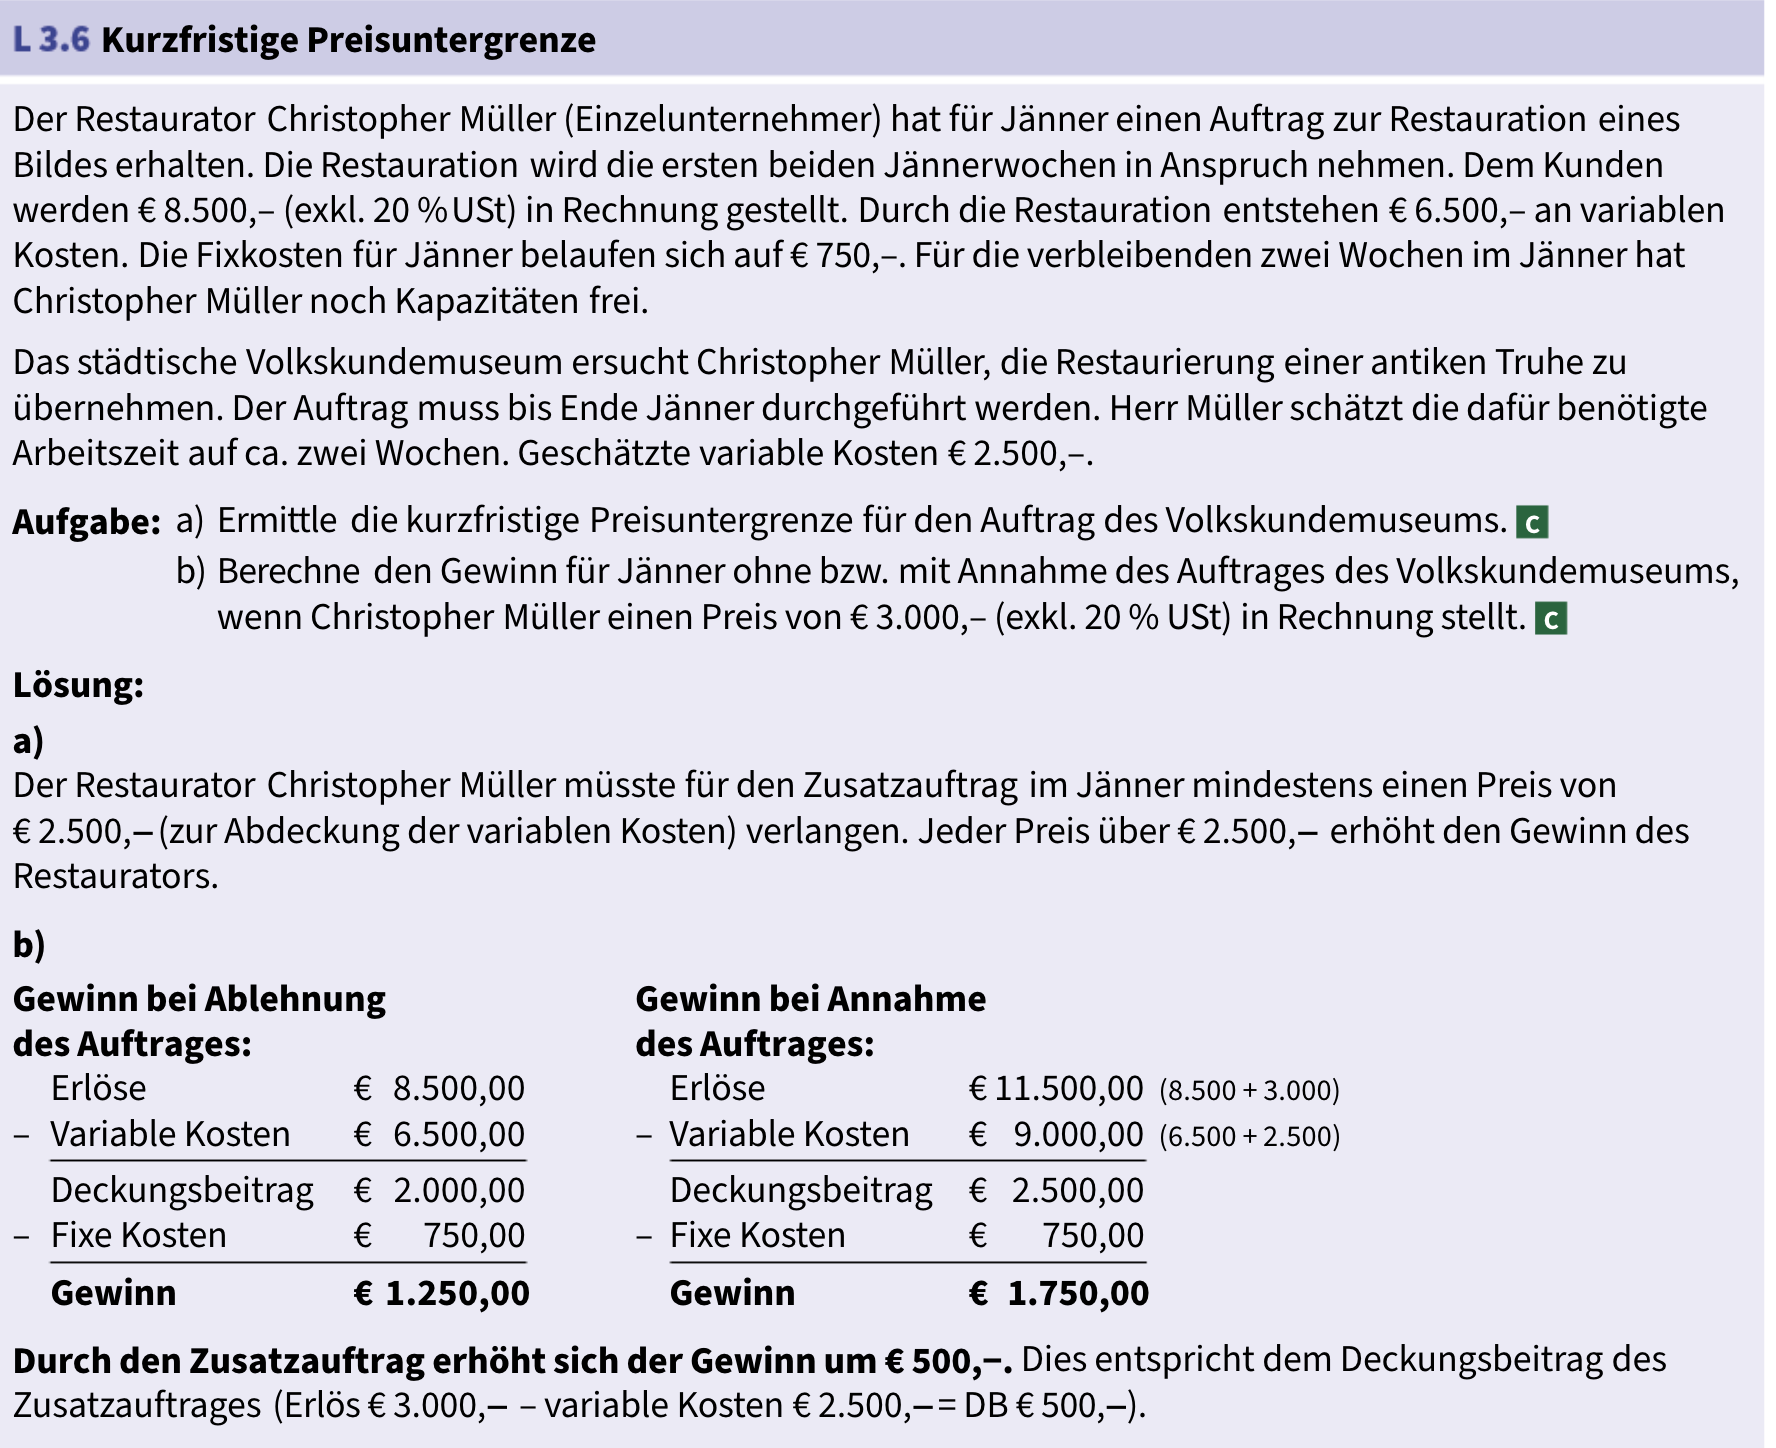 L 3.6 Kurzfristige Preisuntergrenze
Der Restaurator Christopher Müller (Einzelunternehmer) hat für Jänner einen Auftrag zur Restauration eines
Bildes erhalten. Die Restauration wird die ersten beiden Jännerwochen in Anspruch nehmen. Dem Kunden
werden € 8.500,– (exkl. 20 % USt) in Rechnung gestellt. Durch die Restauration entstehen € 6.500,– an variablen
Kosten. Die Fixkosten für Jänner belaufen sich auf € 750,–. Für die verbleibenden zwei Wochen im Jänner hat
Christopher Müller noch Kapazitäten frei.
Das städtische Volkskundemuseum ersucht Christopher Müller, die Restaurierung einer antiken Truhe zu
übernehmen. Der Auftrag muss bis Ende Jänner durchgeführt werden. Herr Müller schätzt die dafür benötigte
Arbeitszeit auf ca. zwei Wochen. Geschätzte variable Kosten € 2.500,–.
Aufgabe: a) Ermittle die kurzfristige Preisuntergrenze für den Auftrag des Volkskundemuseums. C
b) Berechne den Gewinn für Jänner ohne bzw. mit Annahme des Auftrages des Volkskundemuseums,
wenn Christopher Müller einen Preis von € 3.000,– (exkl. 20 % USt) in Rechnung stellt. C
Lösung:
a)
Der Restaurator Christopher Müller müsste für den Zusatzauftrag im Jänner mindestens einen Preis von
€ 2.500,– (zur Abdeckung der variablen Kosten) verlangen. Jeder Preis über € 2.500,– erhöht den Gewinn des
Restaurators.
b)
Gewinn bei Ablehnung
des Auftrages:
Erlöse € 8.500,00
– Variable Kosten € 6.500,00
Deckungsbeitrag € 2.000,00
– Fixe Kosten € 750,00
Gewinn € 1.250,00
Gewinn bei Annahme
des Auftrages:
Erlöse € 11.500,00 (8.500 + 3.000)
– Variable Kosten € 9.000,00 (6.500 + 2.500)
Deckungsbeitrag € 2.500,00
– Fixe Kosten € 750,00
Gewinn € 1.750,00
Durch den Zusatzauftrag erhöht sich der Gewinn um € 500,–. Dies entspricht dem Deckungsbeitrag des
Zusatzauftrages (Erlös € 3.000,– – variable Kosten € 2.500,– = DB € 500,–).